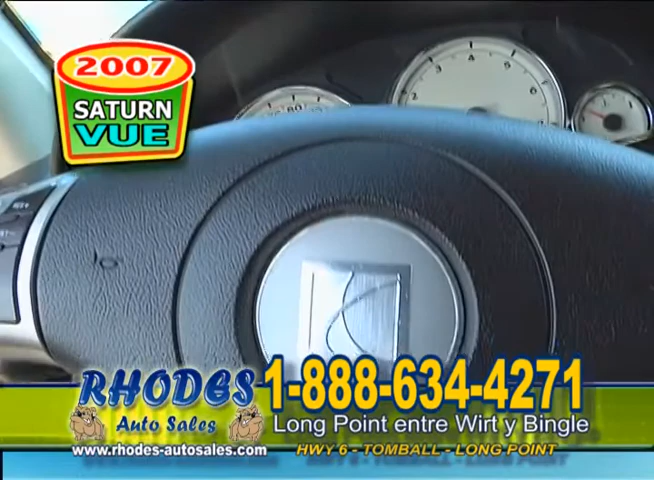 2007
SATURN
VUE
RHODES
Auto Sales
www.rhodes-autosales.com
1-888-634-4271
Long Point entre Wirt y Bingle
HWY 6 - TOMBALL - LONG POINT